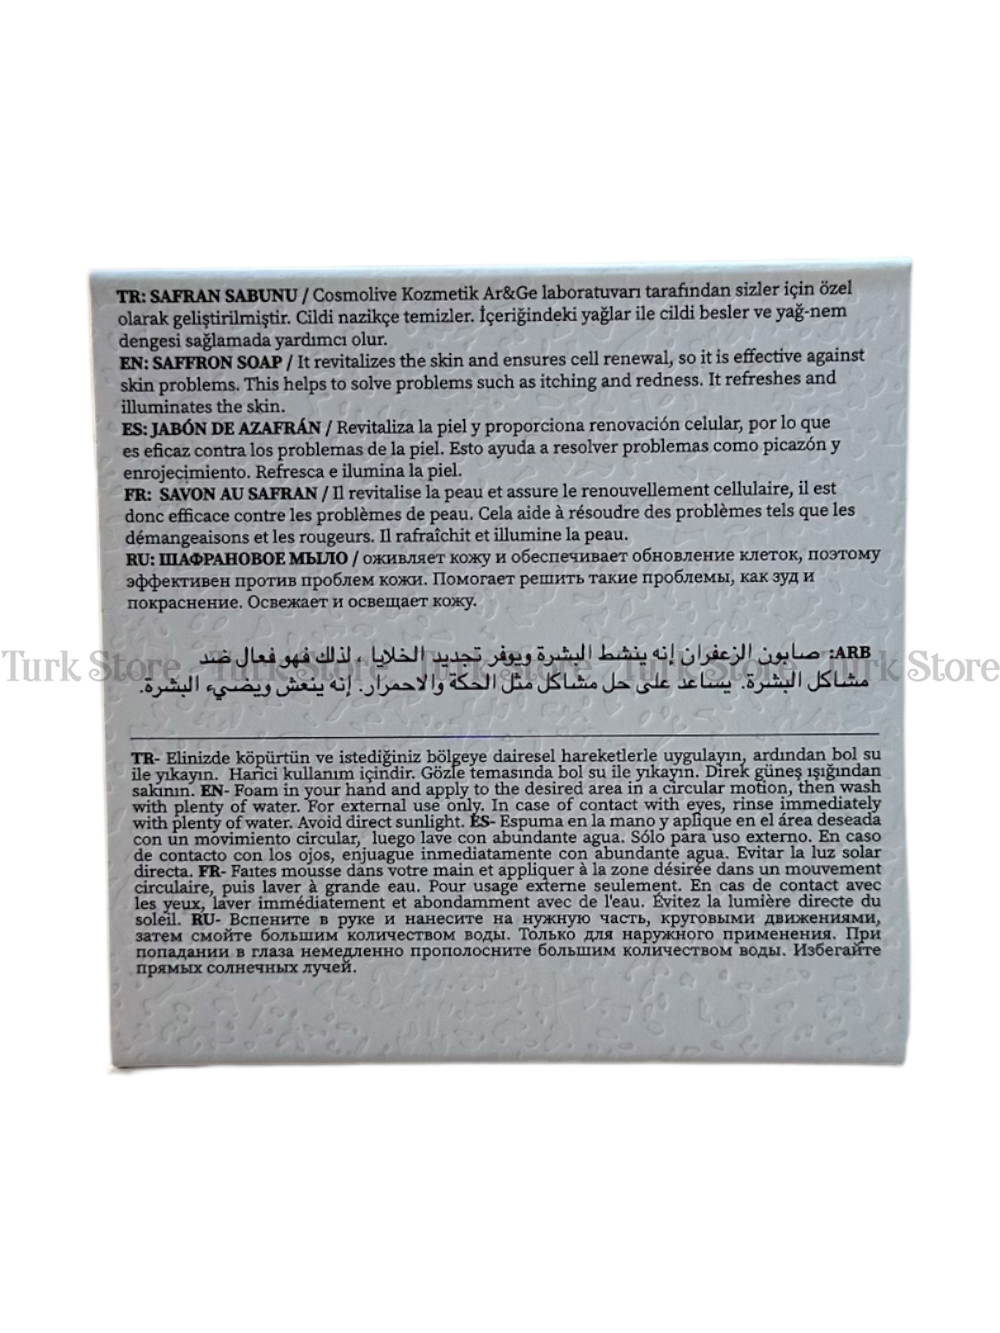 TR: SAFRAN SABUNU / Cosmolive Kozmetik Ar&Ge laboratuvarı tarafından sizler için özel
olarak geliştirilmiştir. Cildi nazikçe temizler. İçeriğindeki yağlar ile cildi besler ve yağ-nem
dengesi sağlamada yardımcı olur.
EN: SAFFRON SOAP / It revitalizes the skin and ensures cell renewal, so it is effective against
skin problems. This helps to solve problems such as itching and redness. It refreshes and
illuminates the skin.
ES: JABÓN DE AZAFRÁN / Revitaliza la piel y proporciona renovación celular, por lo que
es eficaz contra los problemas de la piel. Esto ayuda a resolver problemas como picazón y
enrojecimiento. Refresca e ilumina la piel.
FR: SAVON AU SAFRAN / Il revitalise la peau et assure le renouvellement cellulaire, il est
donc efficace contre les problèmes de peau. Cela aide à résoudre des problèmes tels que les
démangeaisons et les rougeurs. Il rafraîchit et illumine la peau.
RU: ШАФРАНОВОЕ МЫЛО / оживляет кожу и обеспечивает обновление клеток, поэтому
эффективен против проблем кожи. Помогает решить такие проблемы, как зуд и
покраснение. Освежает и освещает кожу.
ARB: صابون الزعفران إنه ينشط البشرة ويوفر تجديد الخلايا ، لذلك فهو فعال ضد
Turk Store Turk Store Turk Store
مشاكل البشرة. يساعد على حل مشاكل مثل الحكة والاحمرار. إنه ينعش ويضيء البشرة.
TR- Elinizde köpürtün ve istediğiniz bölgeye dairesel hareketlerle uygulayın, ardından bol su
ile yıkayın. Harici kullanım içindir. Gözle temasında bol su ile yıkayın. Direk güneş ışığından
sakının. EN- Foam in your hand and apply to the desired area in a circular motion, then wash
with plenty of water. For external use only. In case of contact with eyes, rinse immediately
with plenty of water. Avoid direct sunlight. ES- Espuma en la mano y aplique en el área deseada
con un movimiento circular, luego lave con abundante agua. Sólo para uso externo. En caso
de contacto con los ojos, enjuague inmediatamente con abundante agua. Evitar la luz solar
directa. FR- Faites mousse dans votre main et appliquer à la zone désirée dans un mouvement
circulaire, puis laver à grande eau. Pour usage externe seulement. En cas de contact avec
les yeux, laver immédiatement et abondamment avec de l'eau. Évitez la lumière directe du
soleil. RU- Вспените в руке и нанесите на нужную часть, круговыми движениями,
затем смойте большим количеством воды. Только для наружного применения. При
попадании в глаза немедленно прополосните большим количеством воды. Избегайте
прямых солнечных лучей.